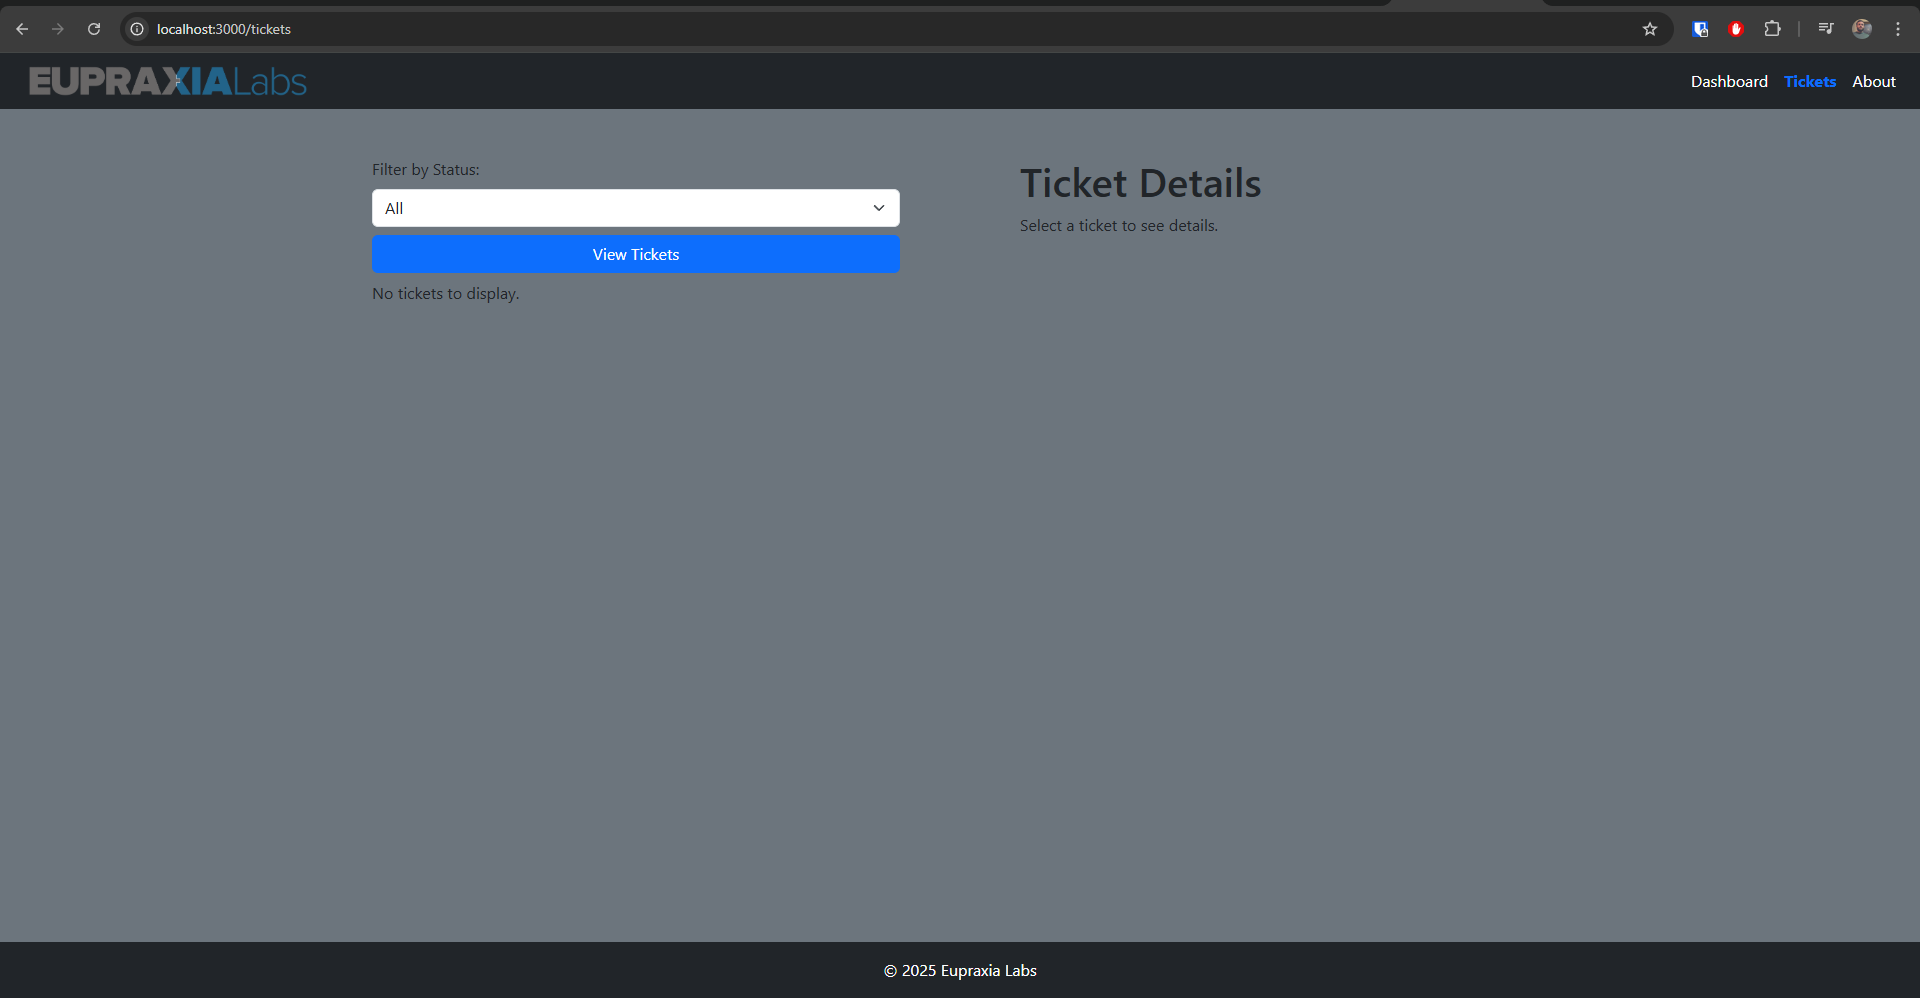 localhost:3000/tickets
EUPRAXIALabs
Dashboard Tickets About
Filter by Status:
All
View Tickets
No tickets to display.
Ticket Details
Select a ticket to see details.
© 2025 Eupraxia Labs